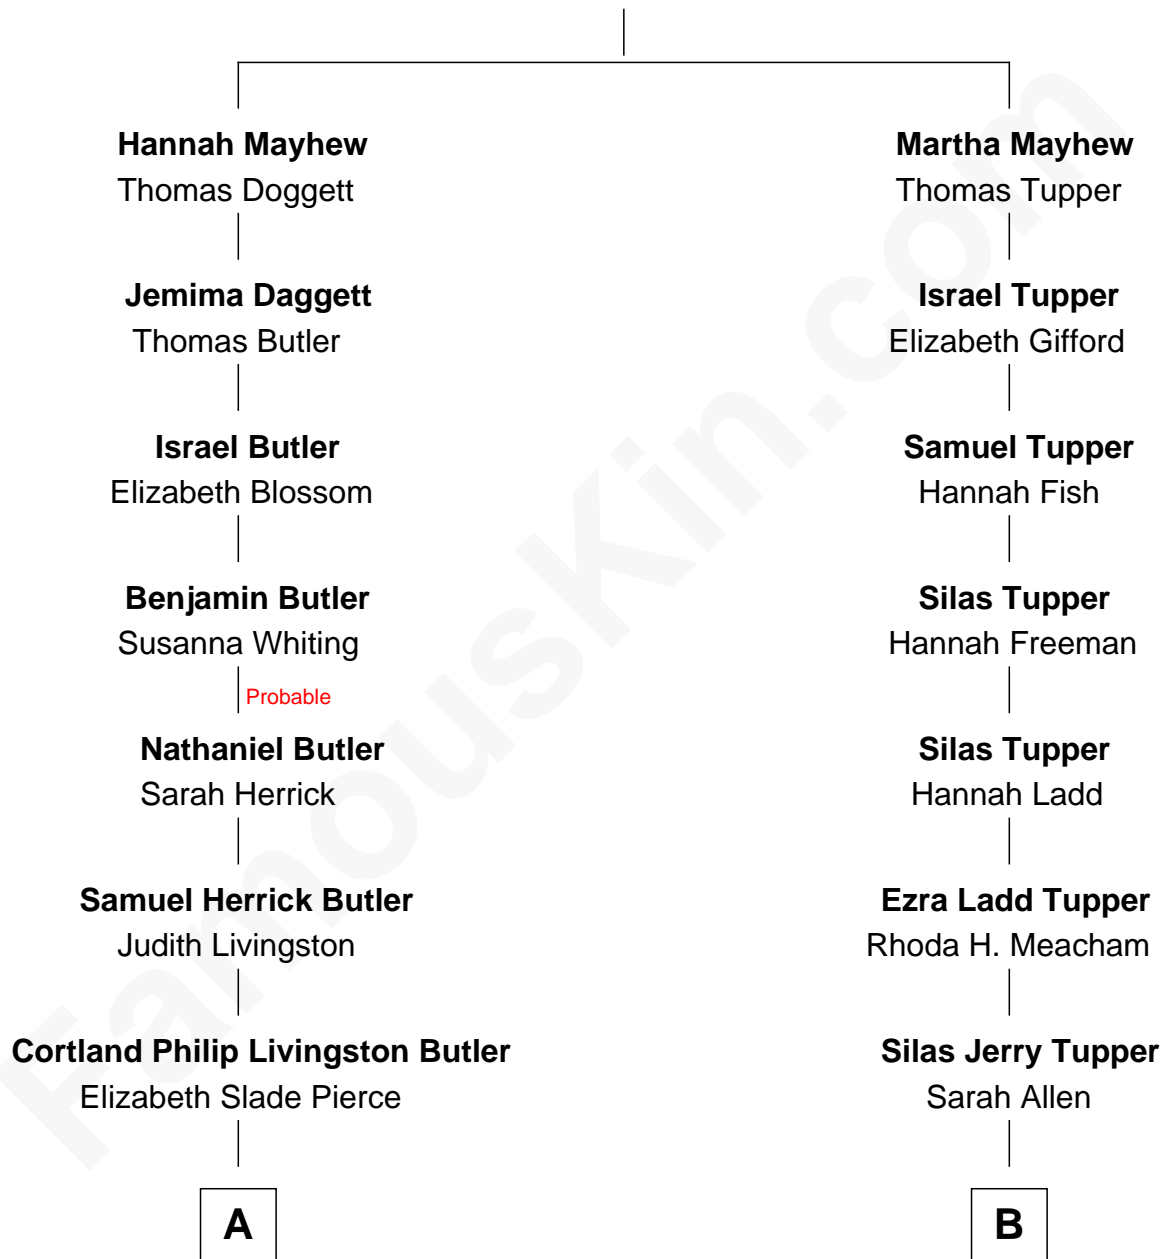 Hannah Mayhew
Thomas Doggett
Jemima Daggett
Thomas Butler
Israel Butler
Elizabeth Blossom
Benjamin Butler
Susanna Whiting
Probable
Nathaniel Butler
Sarah Herrick
Samuel Herrick Butler
Judith Livingston
Cortland Philip Livingston Butler
Elizabeth Slade Pierce
A
Martha Mayhew
Thomas Tupper
Israel Tupper
Elizabeth Gifford
Samuel Tupper
Hannah Fish
Silas Tupper
Hannah Freeman
Silas Tupper
Hannah Ladd
Ezra Ladd Tupper
Rhoda H. Meacham
Silas Jerry Tupper
Sarah Allen
B
FamousKin.com